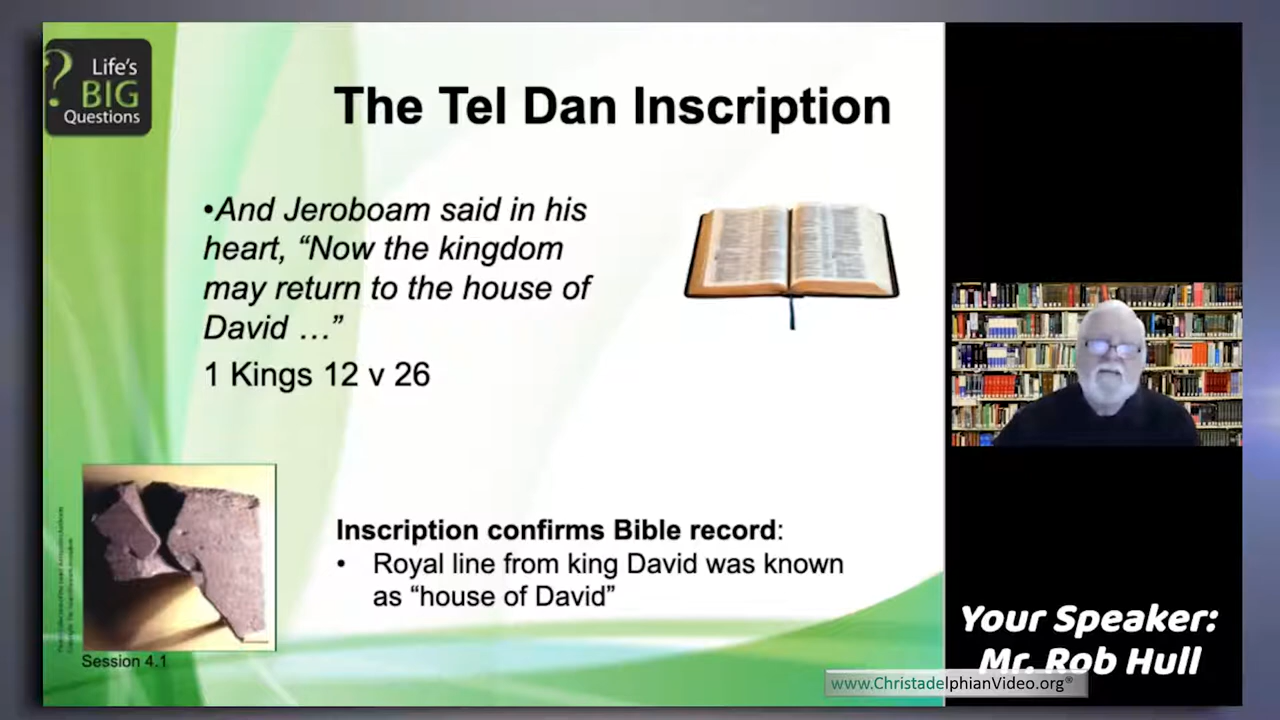 ?
Life's
BIG
Questions
The Tel Dan Inscription
•And Jeroboam said in his
heart, “Now the kingdom
may return to the house of
David …”
1 Kings 12 v 26
Inscription confirms Bible record:
• Royal line from king David was known
as “house of David”
Session 4.1
Your Speaker:
Mr. Rob Hull
www.ChristadelphianVideo.org®